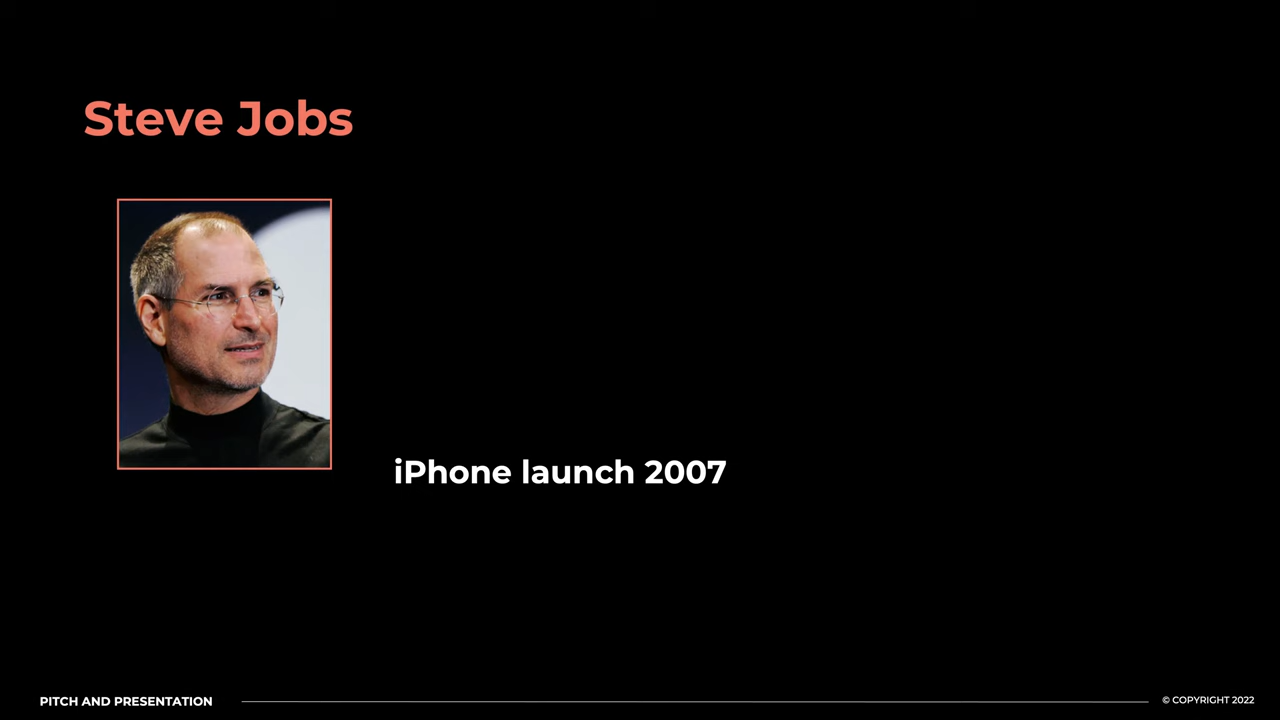 Steve Jobs
iPhone launch 2007
PITCH AND PRESENTATION
© COPYRIGHT 2022